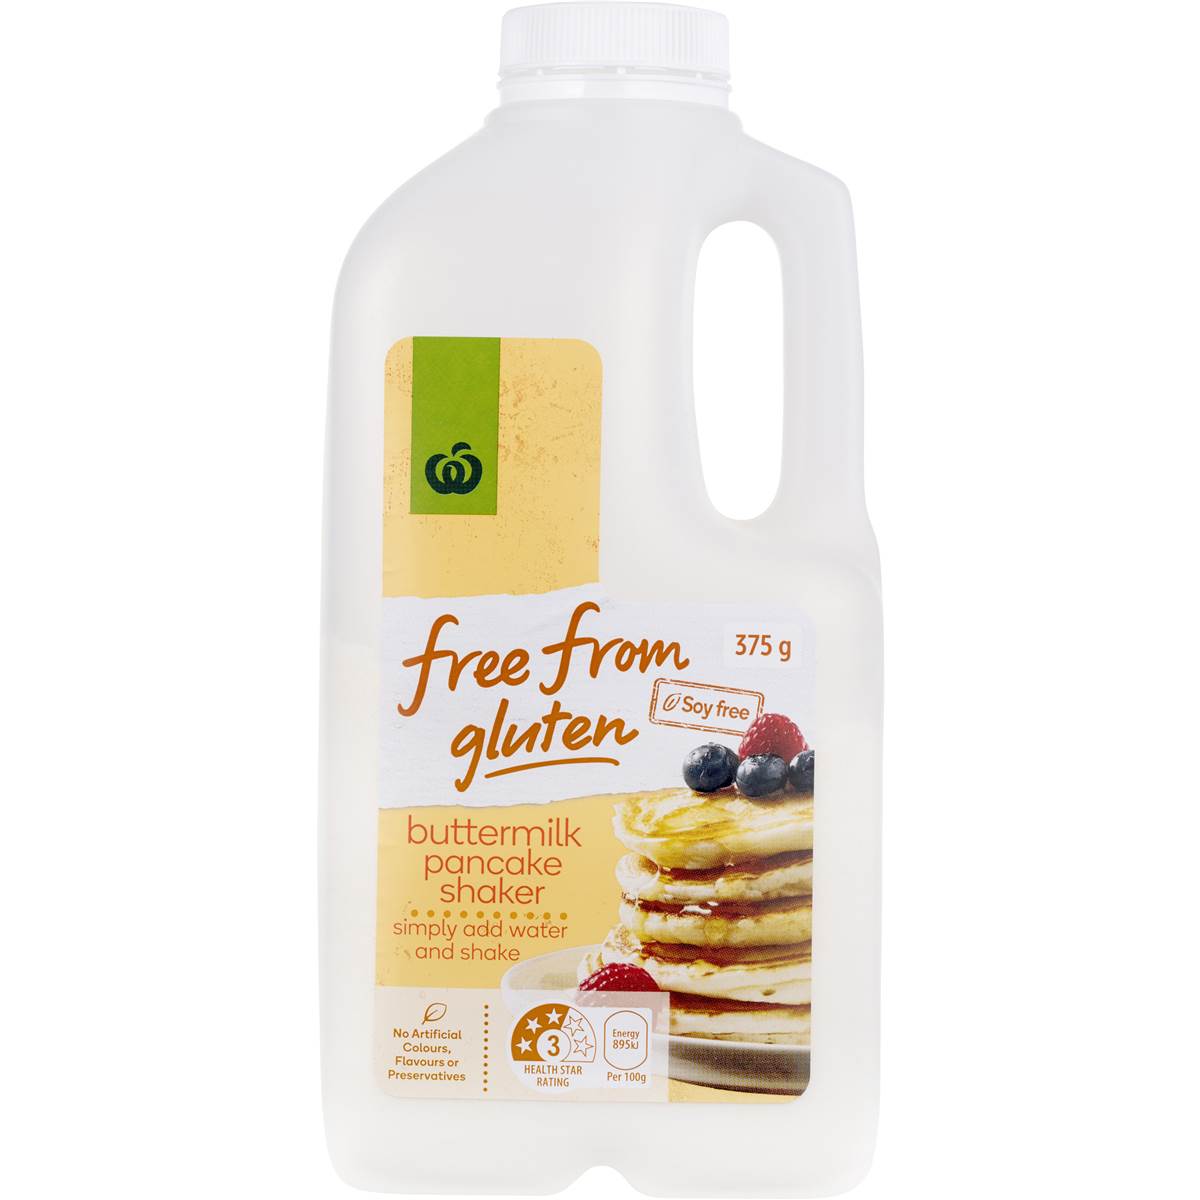 free from
gluten
375 g
Soy free
buttermilk
pancake
shaker
simply add water
and shake
No Artificial
Colours,
Flavours or
Preservatives
3
HEALTH STAR
RATING
Energy
895kJ
Per 100g